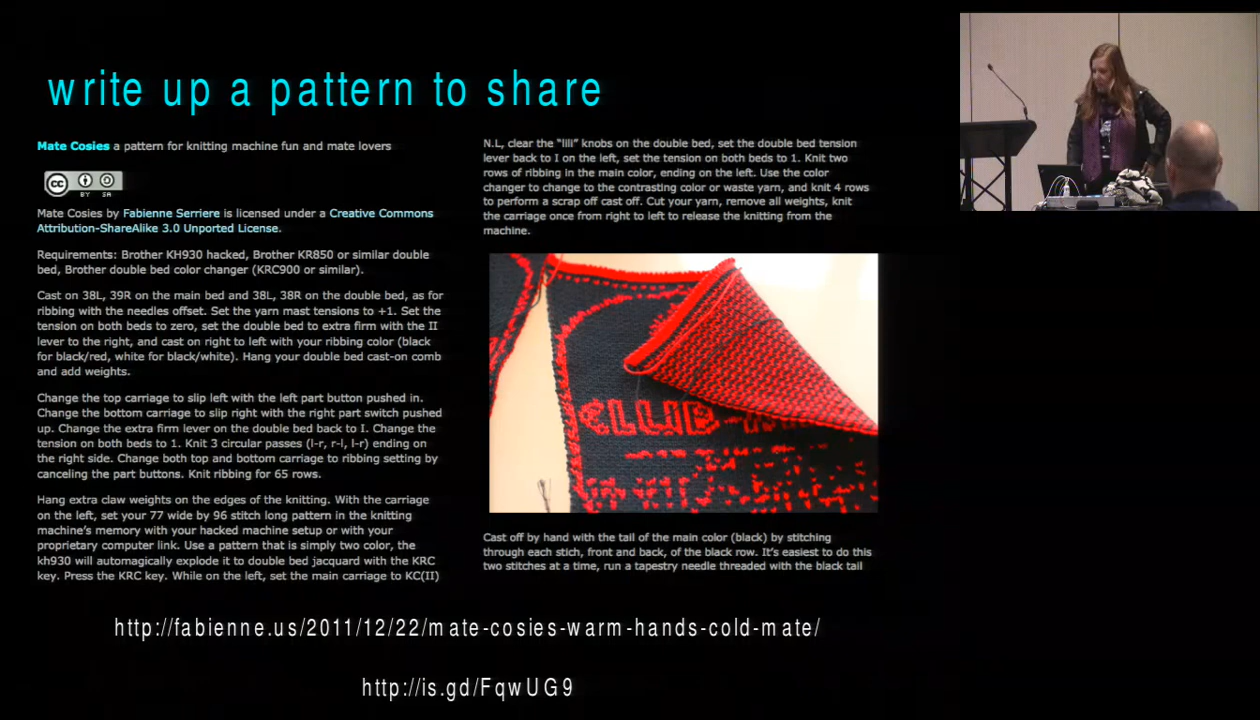 write up a pattern to share
Mate Cosies a pattern for knitting machine fun and mate lovers
cc
BY SA
Mate Cosies by Fabienne Serriere is licensed under a Creative Commons
Attribution-ShareAlike 3.0 Unported License.
Requirements: Brother KH930 hacked, Brother KR850 or similar double
bed, Brother double bed color changer (KRC900 or similar).
Cast on 38L, 39R on the main bed and 38L, 38R on the double bed, as for
ribbing with the needles offset. Set the yarn mast tensions to +1. Set the
tension on both beds to zero, set the double bed to extra firm with the II
lever to the right, and cast on right to left with your ribbing color (black
for black/red, white for black/white). Hang your double bed cast-on comb
and add weights.
Change the top carriage to slip left with the left part button pushed in.
Change the bottom carriage to slip right with the right part switch pushed
up. Change the extra firm lever on the double bed back to I. Change the
tension on both beds to 1. Knit 3 circular passes (l-r, r-l, l-r) ending on
the right side. Change both top and bottom carriage to ribbing setting by
canceling the part buttons. Knit ribbing for 65 rows.
Hang extra claw weights on the edges of the knitting. With the carriage
on the left, set your 77 wide by 96 stitch long pattern in the knitting
machine's memory with your hacked machine setup or with your
proprietary computer link. Use a pattern that is simply two color, the
kh930 will automagically explode it to double bed jacquard with the KRC
key. Press the KRC key. While on the left, set the main carriage to KC(II)
N.L, clear the "lili" knobs on the double bed, set the double bed tension
lever back to I on the left, set the tension on both beds to 1. Knit two
rows of ribbing in the main color, ending on the left. Use the color
changer to change to the contrasting color or waste yarn, and knit 4 rows
to perform a scrap off cast off. Cut your yarn, remove all weights, knit
the carriage once from right to left to release the knitting from the
machine.
CLUB-
Cast off by hand with the tail of the main color (black) by stitching
through each stich, front and back, of the black row. It's easiest to do this
two stitches at a time, run a tapestry needle threaded with the black tail
http://fabienne.us/2011/12/22/mate-cosies-warm-hands-cold-mate/
http://is.gd/FqwUG9